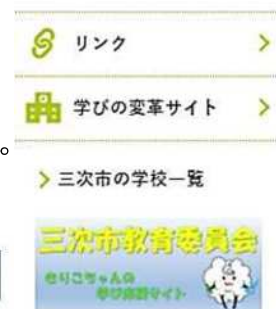 リンク
学びの変革サイト
。
三次市の学校一覧
三次市教育委員会
きりこちゃんの
学び応援サイト